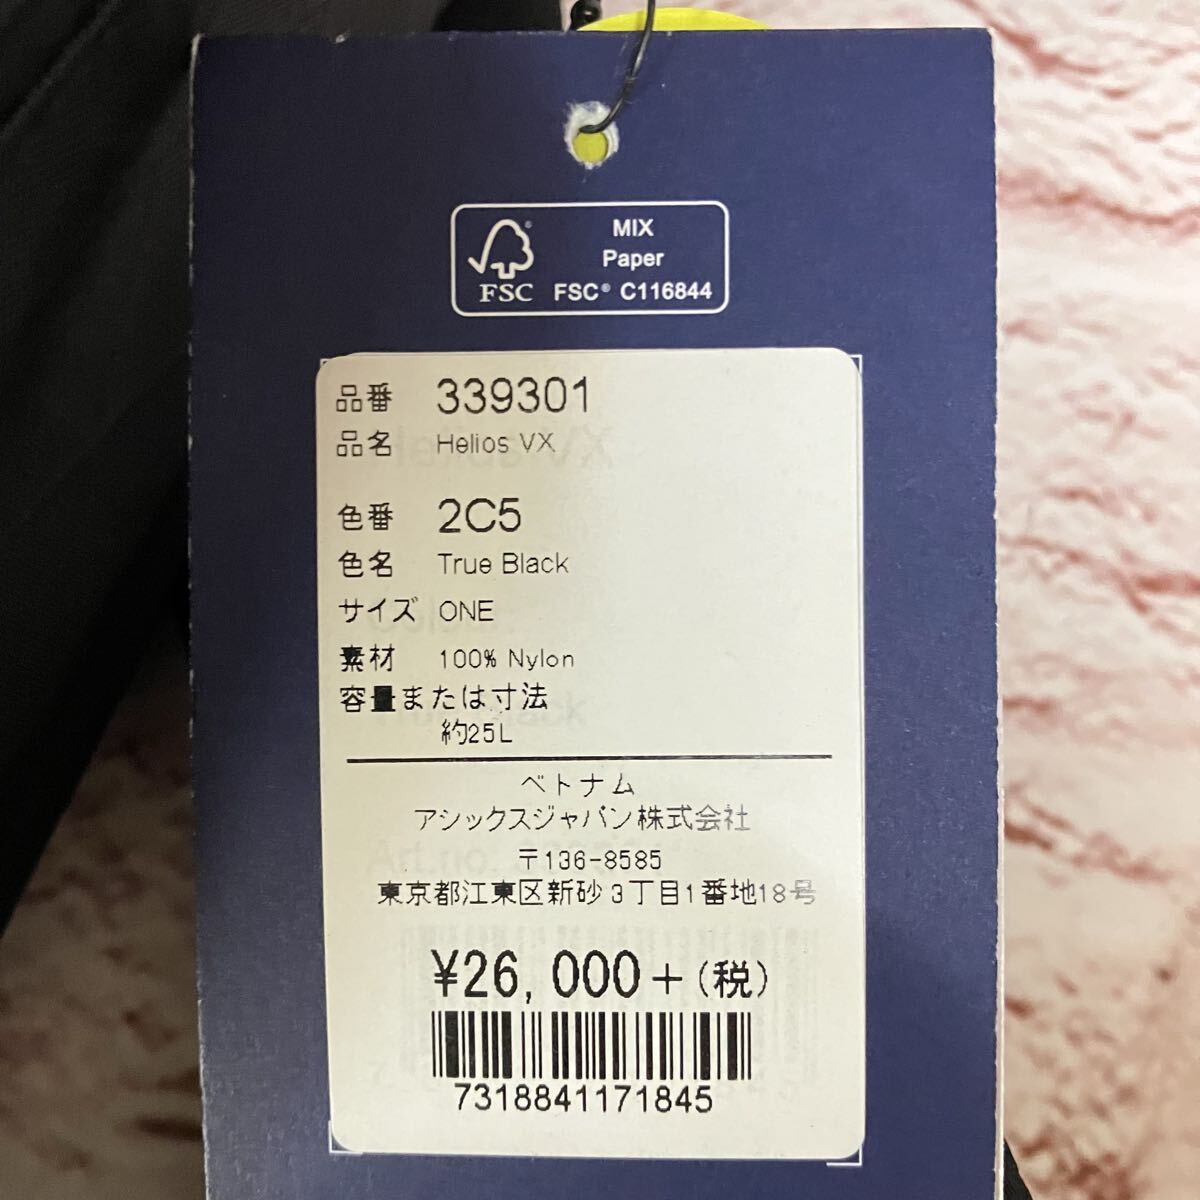 MIX
Paper
FSC FSC® C116844
品番 339301
品名 Helios VX
色番 2C5
色名 True Black
サイズ ONE
素材 100% Nylon
容量または寸法
約25L
ベトナム
アシックスジャパン株式会社
〒136-8585
東京都江東区新砂3丁目1番地18号
¥26,000+(税)
7318841171845